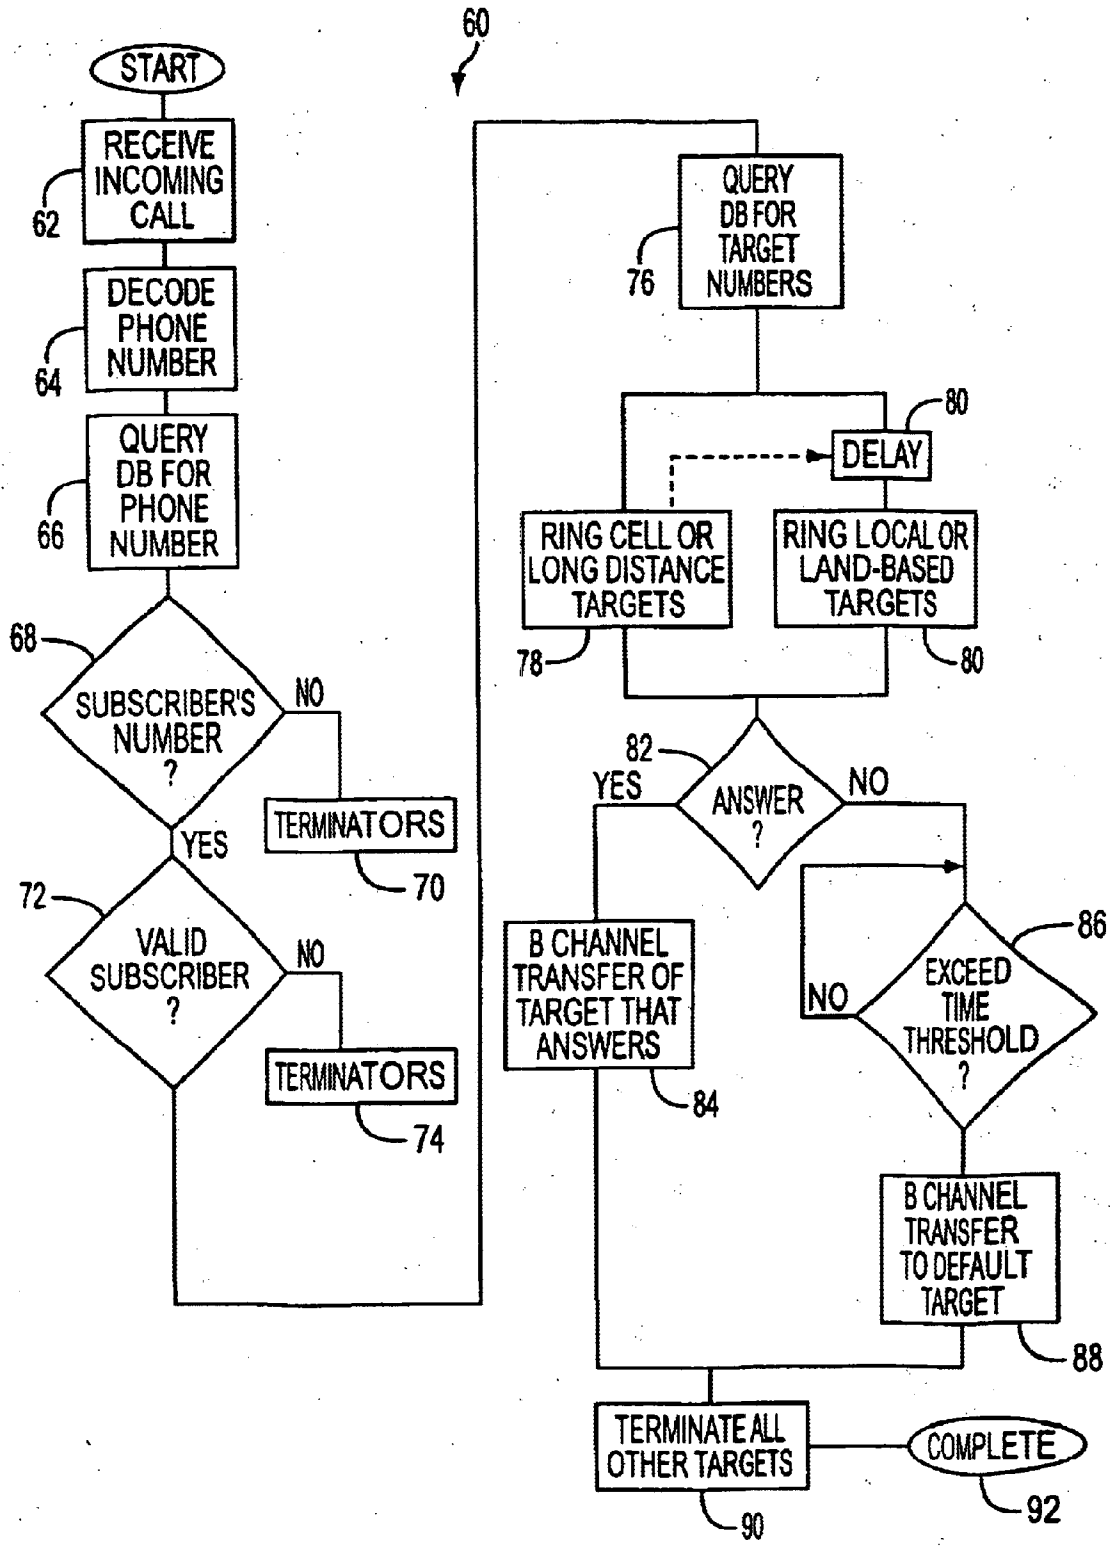 60
START
RECEIVE
INCOMING
CALL
62
DECODE
PHONE
NUMBER
64
QUERY
DB FOR
PHONE
NUMBER
66
68
SUBSCRIBER'S
NUMBER
?
NO
TERMINATORS
70
YES
72
VALID
SUBSCRIBER
?
NO
TERMINATORS
74
QUERY
DB FOR
TARGET
NUMBERS
76
80
DELAY
RING CELL OR
LONG DISTANCE
TARGETS
78
RING LOCAL OR
LAND-BASED
TARGETS
80
82
ANSWER
?
YES
NO
B CHANNEL
TRANSFER OF
TARGET THAT
ANSWERS
84
86
EXCEED
TIME
THRESHOLD
?
NO
B CHANNEL
TRANSFER
TO DEFAULT
TARGET
88
TERMINATE ALL
OTHER TARGETS
90
COMPLETE
92